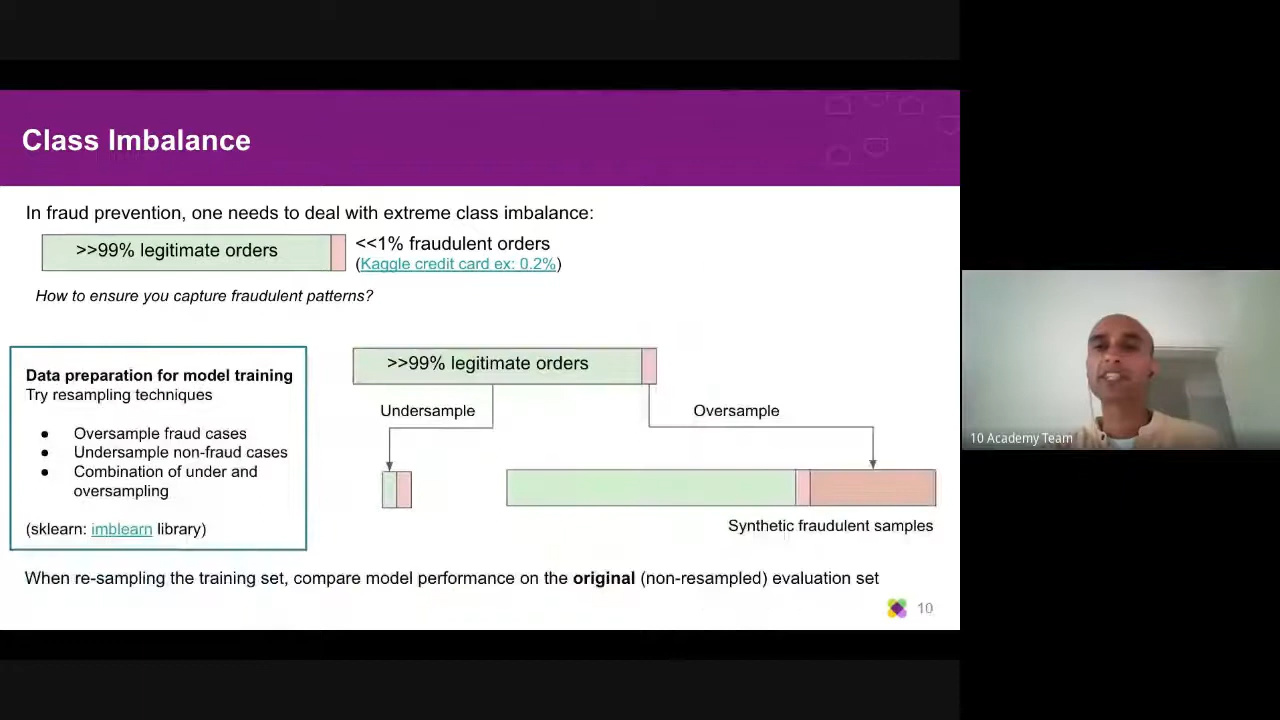 Class Imbalance
In fraud prevention, one needs to deal with extreme class imbalance:
>>99% legitimate orders
<<1% fraudulent orders
(Kaggle credit card ex: 0.2%)
How to ensure you capture fraudulent patterns?
Data preparation for model training
Try resampling techniques
● Oversample fraud cases
● Undersample non-fraud cases
● Combination of under and
oversampling
(sklearn: imblearn library)
>>99% legitimate orders
Undersample
Oversample
Synthetic fraudulent samples
When re-sampling the training set, compare model performance on the original (non-resampled) evaluation set
10
10 Academy Team